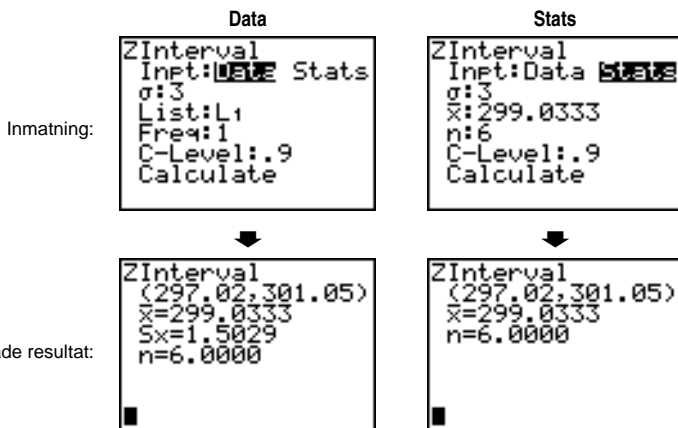 Data
Stats
Inmatning:
ZInterval
Inpt:Data Stats
σ:3
List:L1
Freq:1
C-Level:.9
Calculate
ZInterval
Inpt:Data Stats
σ:3
x̄:299.0333
n:6
C-Level:.9
Calculate
de resultat:
ZInterval
(297.02,301.05)
x̄=299.0333
Sx=1.5029
n=6.0000
ZInterval
(297.02,301.05)
x̄=299.0333
n=6.0000